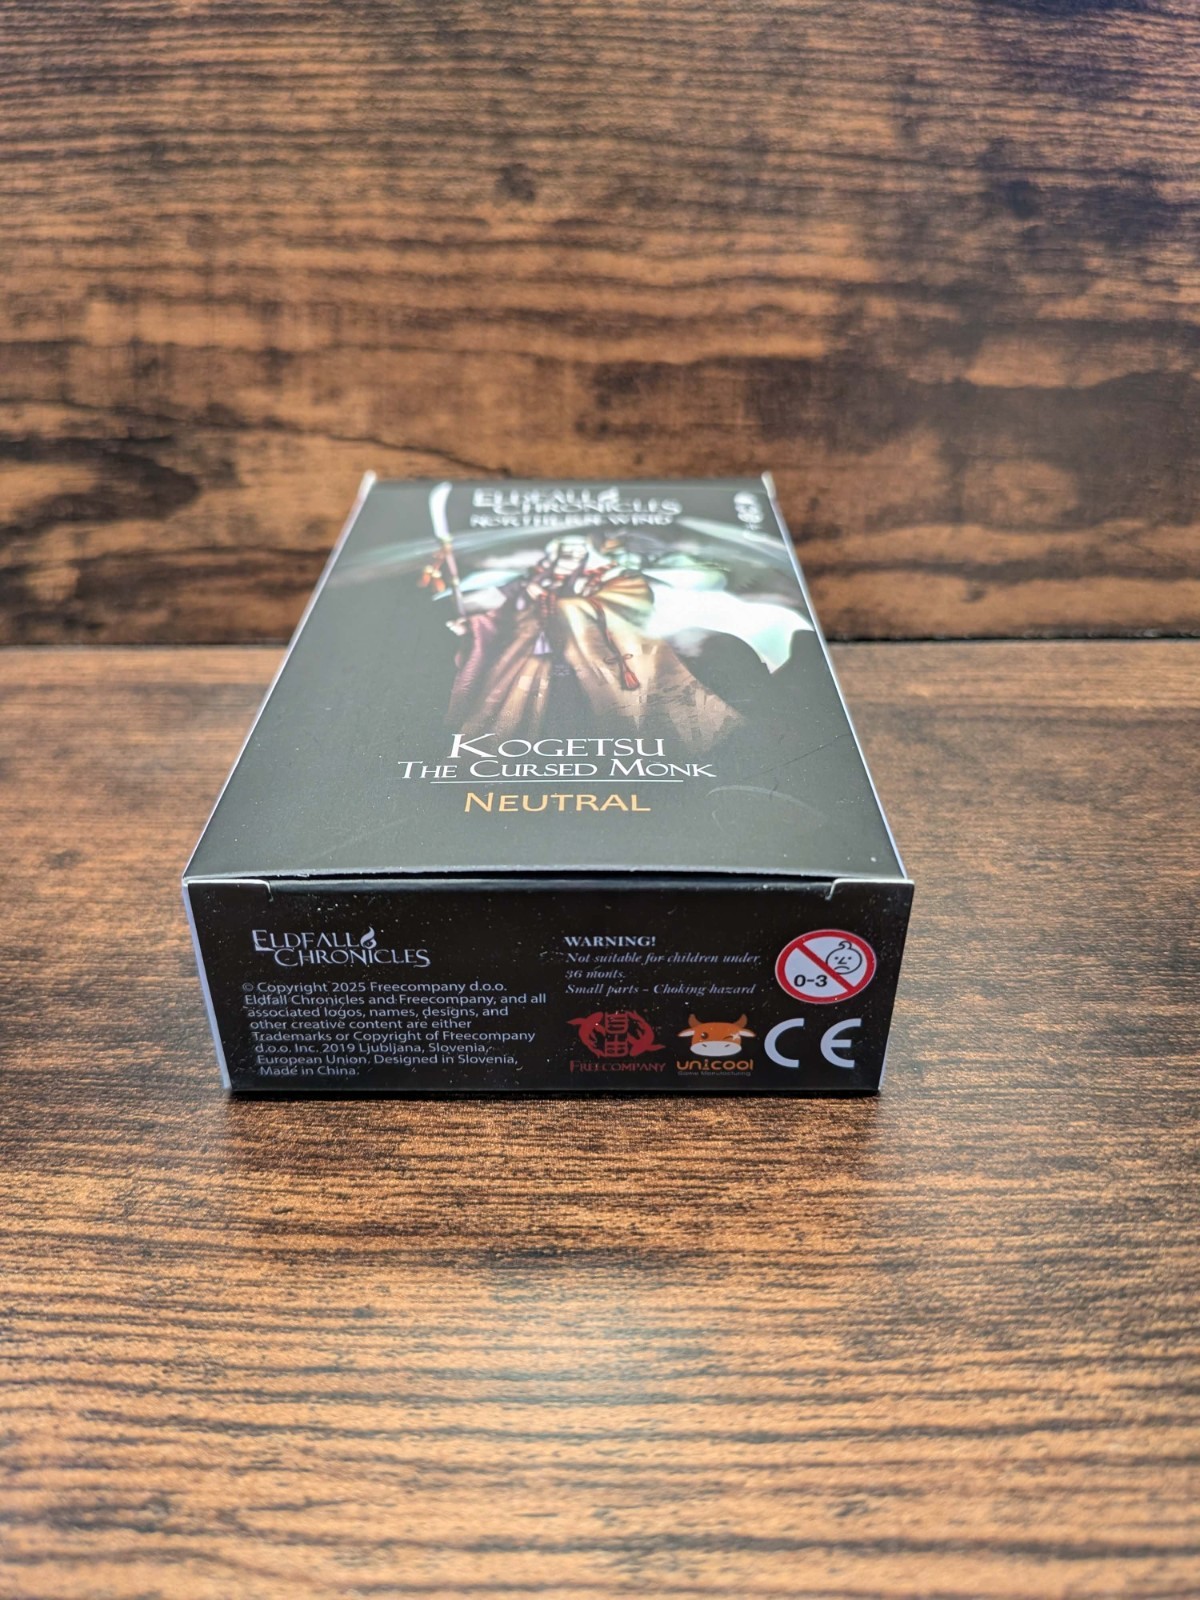 ELDFALL
CHRONICLES
NORTHERN WIND
KOGETSU
THE CURSED MONK
NEUTRAL
ELDFALL
CHRONICLES
© Copyright 2025 Freecompany d.o.o.
Eldfall Chronicles and Freecompany, and all
associated logos, names, designs, and
other creative content are either
Trademarks or Copyright of Freecompany
d.o.o. Inc. 2019 Ljubljana, Slovenia,
European Union. Designed in Slovenia,
Made in China.
WARNING!
Not suitable for children under
36 monts.
Small parts - Choking hazard .
0-3
FREECOMPANY
unicool
Game Manufacturing
CE